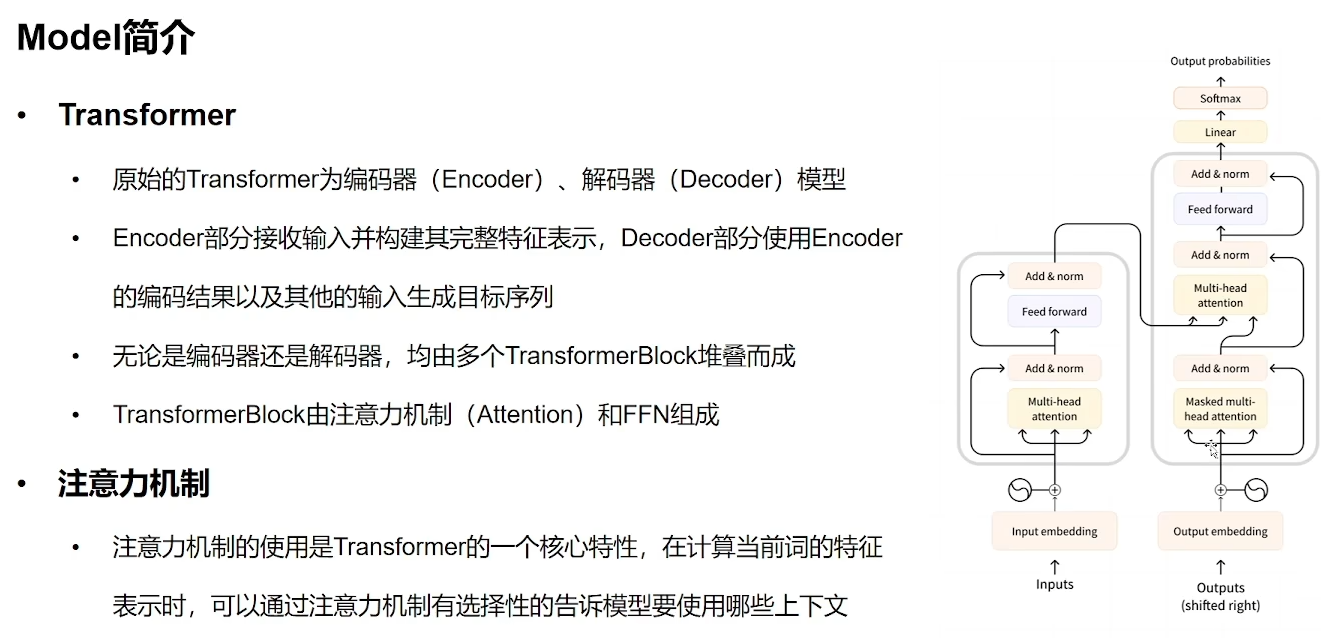 Model简介
• Transformer
• 原始的Transformer为编码器（Encoder）、解码器（Decoder）模型
• Encoder部分接收输入并构建其完整特征表示，Decoder部分使用Encoder
的编码结果以及其他的输入生成目标序列
• 无论是编码器还是解码器，均由多个TransformerBlock堆叠而成
• TransformerBlock由注意力机制（Attention）和FFN组成
• 注意力机制
• 注意力机制的使用是Transformer的一个核心特性，在计算当前词的特征
表示时，可以通过注意力机制有选择性的告诉模型要使用哪些上下文
Output probabilities
Softmax
Linear
Add & norm
Feed forward
Add & norm
Multi-head
attention
Add & norm
Masked multi-
head attention
Output embedding
Outputs
(shifted right)
Add & norm
Feed forward
Add & norm
Multi-head
attention
Input embedding
Inputs